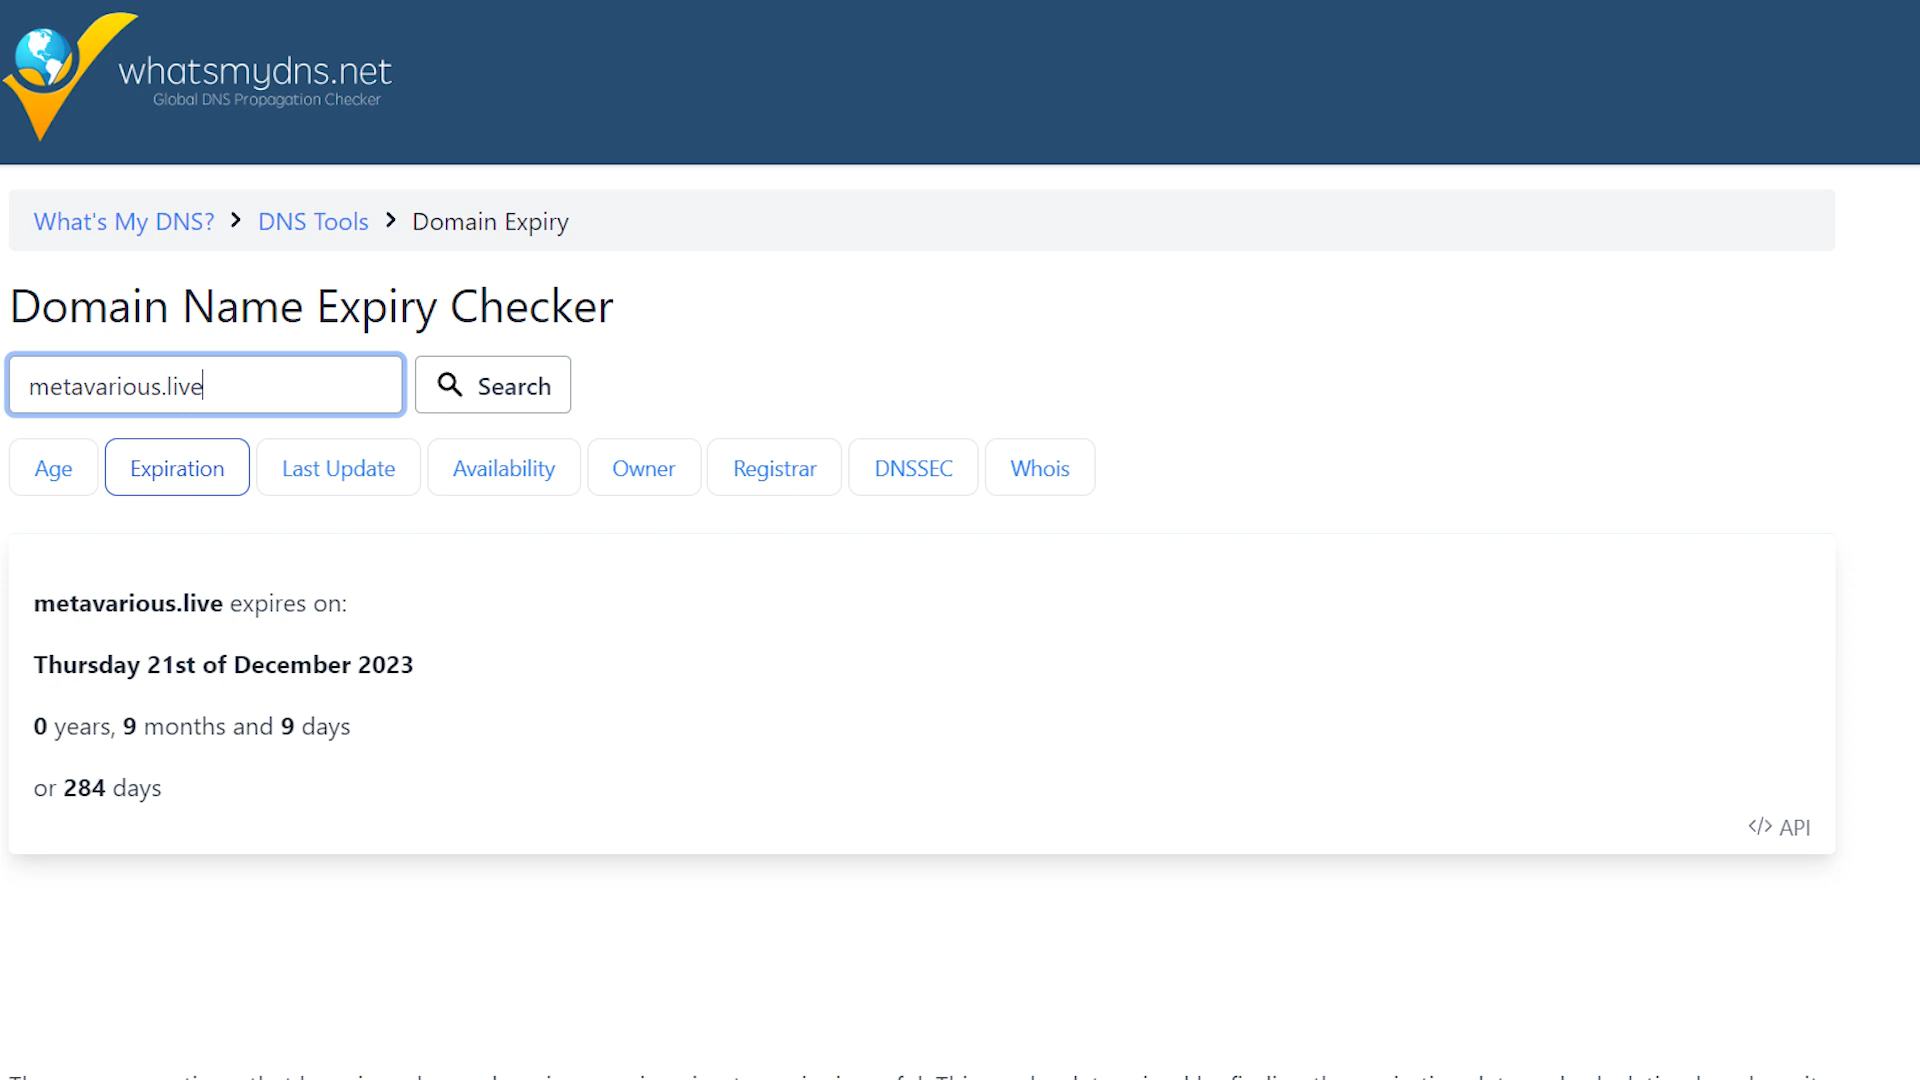 whatsmydns.net
Global DNS Propagation Checker
What's My DNS? > DNS Tools > Domain Expiry
Domain Name Expiry Checker
metavarious.live Search
Age Expiration Last Update Availability Owner Registrar DNSSEC Whois
metavarious.live expires on:
Thursday 21st of December 2023
0 years, 9 months and 9 days
or 284 days
</> API